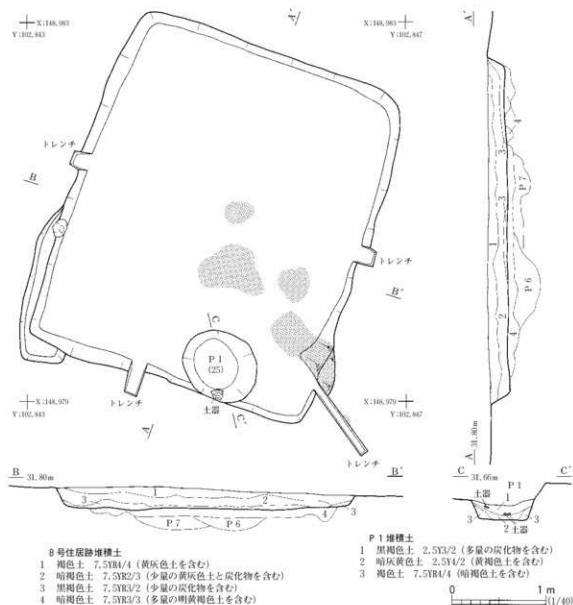 X:148,983
Y:102,843
A'
X:148,983
Y:102,847
A'
トレンチ
B
トレンチ
B'
C
P1
(25)
土器
C'
トレンチ
A
X:148,979
Y:102,843
X:148,979
Y:102,847
トレンチ
4
3
P7
3
1
P6
2
4
A 31.80m
B 31.80m
B'
1
3
2
4
3
P7
P6
C 31.66m
P1
C'
土器
1
3
3
2
土器
8号住居跡堆積土
1 褐色土 7.5YR4/4 (黄灰色土を含む)
2 暗褐色土 7.5YR2/3 (少量の黄灰色土と炭化物を含む)
3 黒褐色土 7.5YR3/2 (少量の炭化物を含む)
4 暗褐色土 7.5YR3/3 (多量の明黄褐色土を含む)
P1堆積土
1 黒褐色土 2.5Y3/2 (多量の炭化物を含む)
2 暗灰黄色土 2.5Y4/2 (黄褐色土を含む)
3 褐色土 7.5YR4/4 (暗褐色土を含む)
0 1m
(1/40)